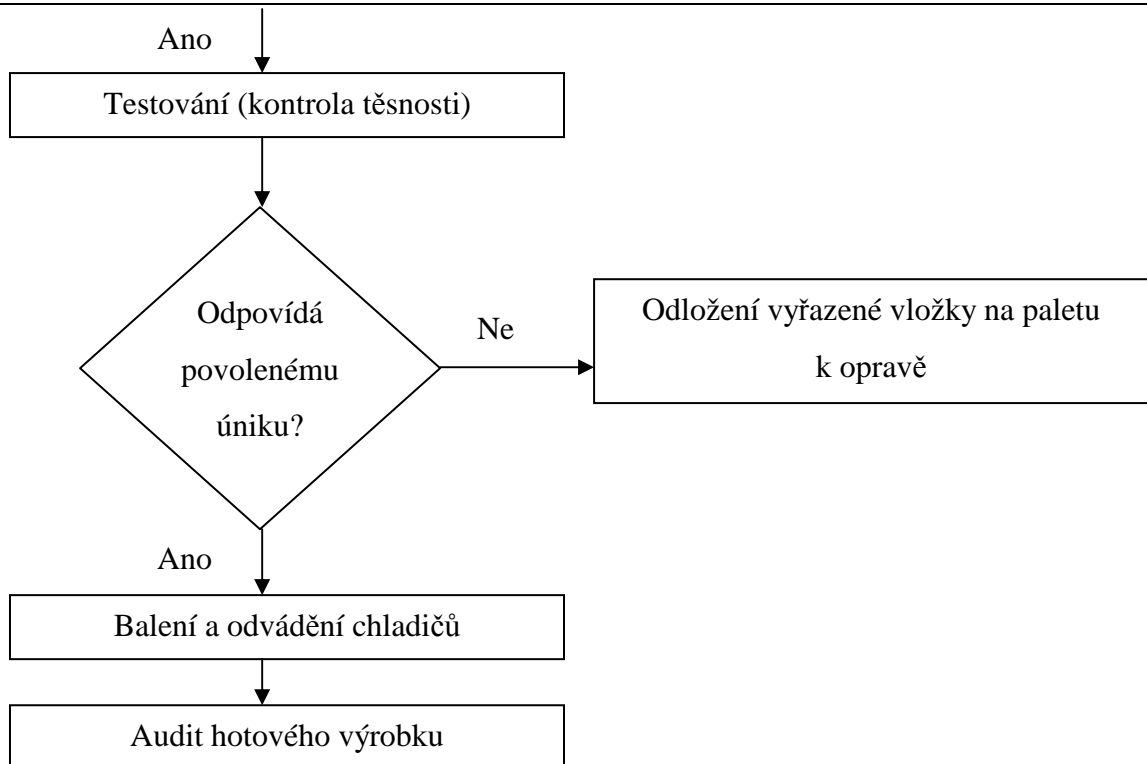 Ano
Testování (kontrola těsnosti)
Odpovídá
povolenému
úniku?
Ne
Odložení vyřazené vložky na paletu
k opravě
Ano
Balení a odvádění chladičů
Audit hotového výrobku